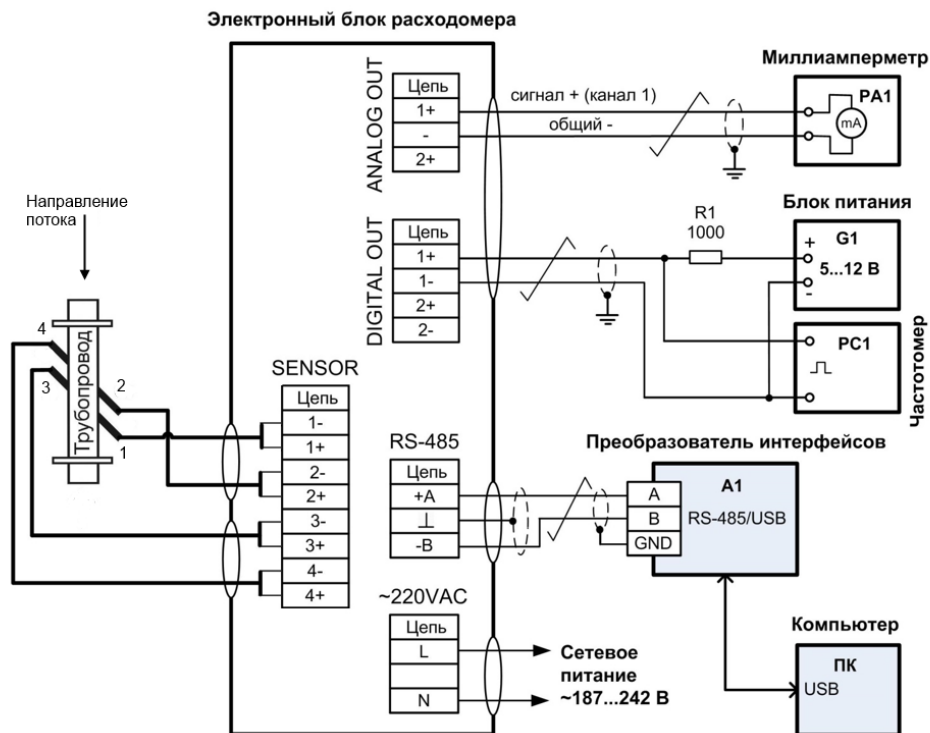 Электронный блок расходомера
Миллиамперметр
ANALOG OUT
Цепь
1+
-
2+
сигнал + (канал 1)
общий -
PA1
mA
Направление
потока
DIGITAL OUT
Цепь
1+
1-
2+
2-
R1
1000
Блок питания
G1
+
5...12 В
-
PC1
Частотомер
4
3
2
1
Трубопровод
SENSOR
Цепь
1-
1+
2-
2+
3-
3+
4-
4+
RS-485
Цепь
+A
⊥
-B
Преобразователь интерфейсов
A
B
GND
A1
RS-485/USB
~220VAC
Цепь
L
N
Сетевое
питание
~187...242 В
Компьютер
ПК
USB